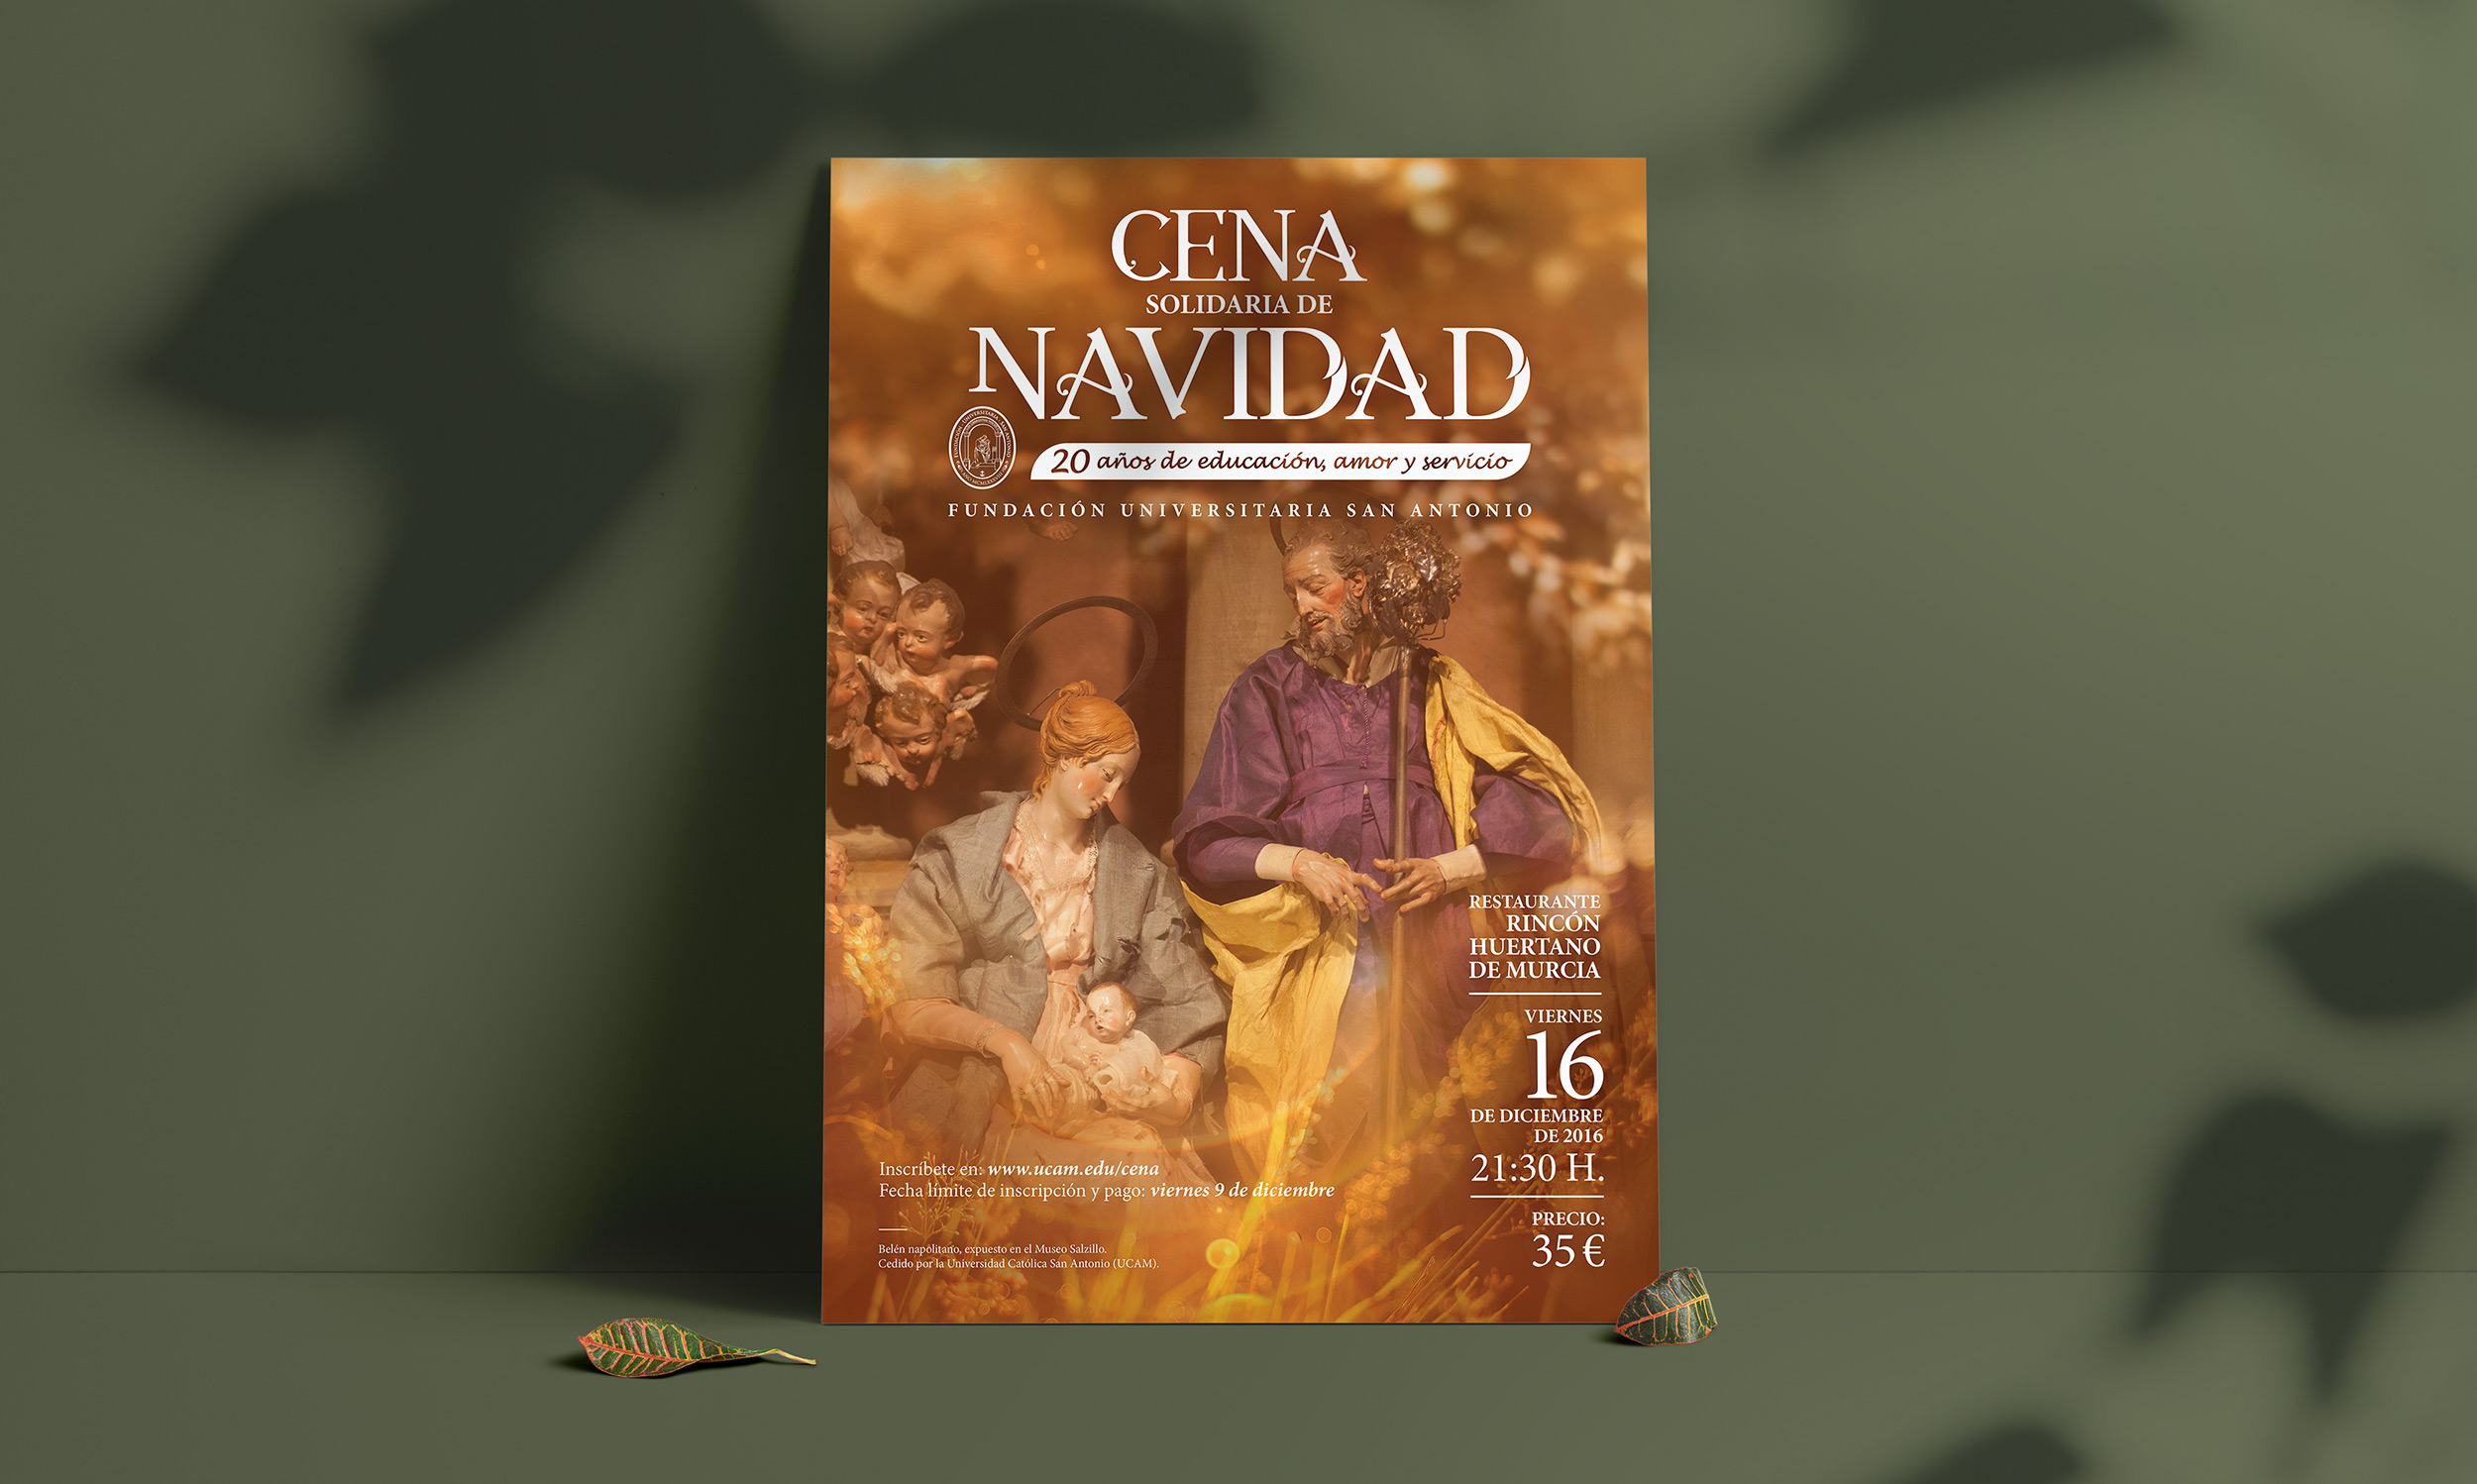 CENA
SOLIDARIA DE
NAVIDAD
20 años de educación, amor y servicio
FUNDACIÓN UNIVERSITARIA SAN ANTONIO
RESTAURANTE
RINCÓN
HUERTANO
DE MURCIA
VIERNES
16
DE DICIEMBRE
DE 2016
21:30 H.
PRECIO:
35 €
Inscríbete en: www.ucam.edu/cena
Fecha límite de inscripción y pago: viernes 9 de diciembre
Belén napolitano, expuesto en el Museo Salzillo.
Cedido por la Universidad Católica San Antonio (UCAM).